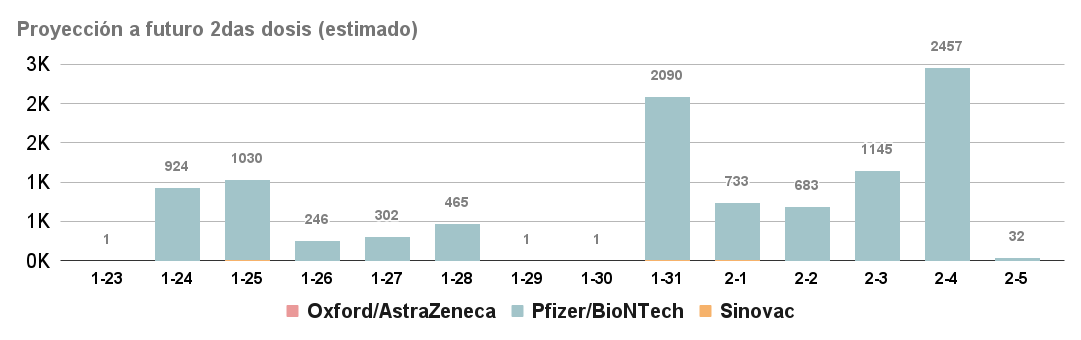 Proyección a futuro 2das dosis (estimado)
3K
2K
2K
1K
1K
0K
1
924
1030
246
302
465
1
1
2090
733
683
1145
2457
32
1-23 1-24 1-25 1-26 1-27 1-28 1-29 1-30 1-31 2-1 2-2 2-3 2-4 2-5
Oxford/AstraZeneca Pfizer/BioNTech Sinovac